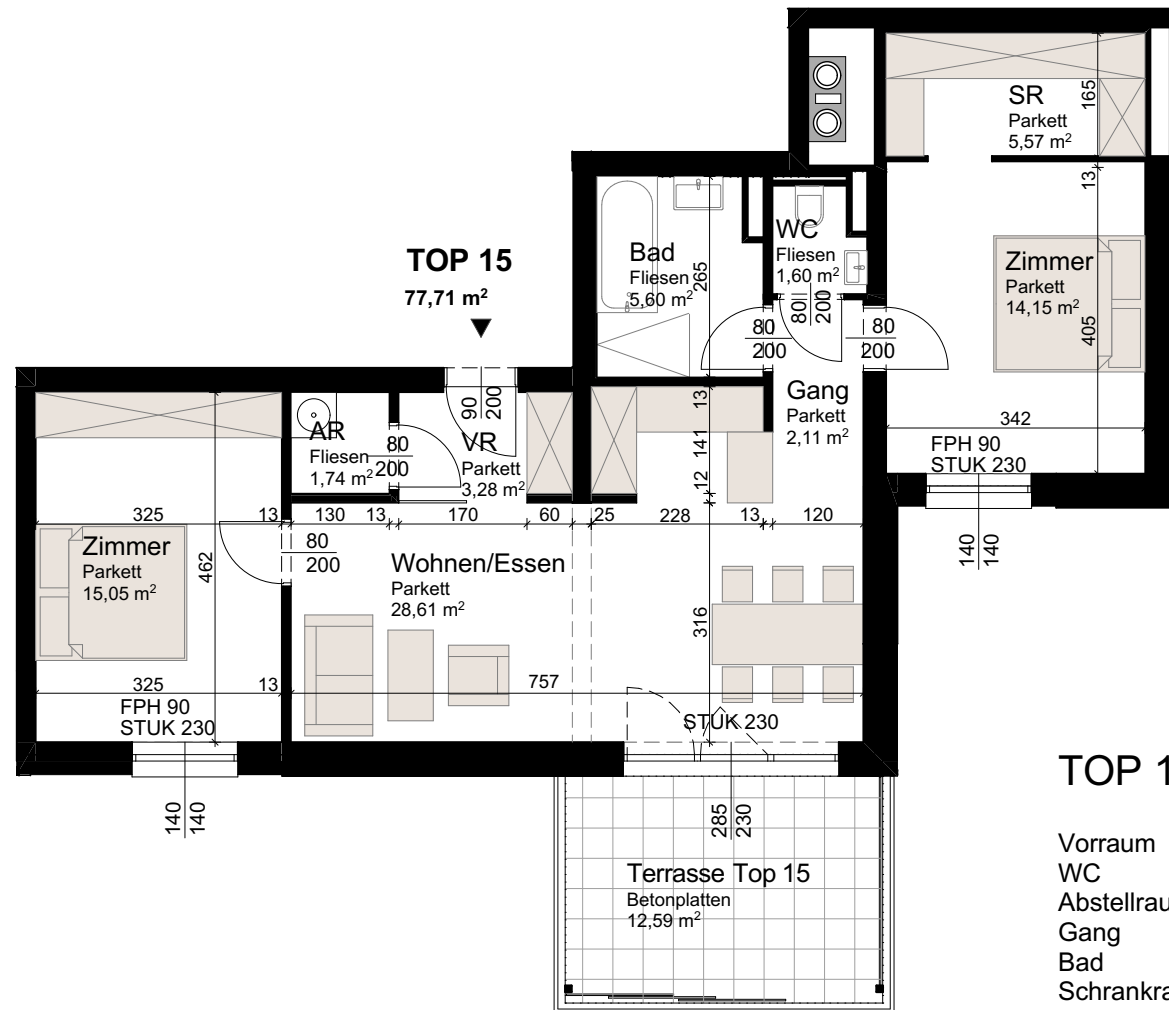 SR
Parkett
5,57 m²
165
13
TOP 15
77,71 m²
Bad
Fliesen
5,60 m²
265
WC
Fliesen
1,60 m²
80
200
Zimmer
Parkett
14,15 m²
405
80
200
80
200
90
200
Gang
Parkett
2,11 m²
13
141
12
342
FPH 90
STUK 230
AR
Fliesen
1,74 m²
80
200
VR
Parkett
3,28 m²
325
13
130
13
170
60
25
228
13
120
Zimmer
Parkett
15,05 m²
462
80
200
Wohnen/Essen
Parkett
28,61 m²
140
140
316
325
13
757
FPH 90
STUK 230
STUK 230
140
140
285
230
TOP 1
Vorraum
WC
Abstellrau
Gang
Bad
Schrankra
Terrasse Top 15
Betonplatten
12,59 m²